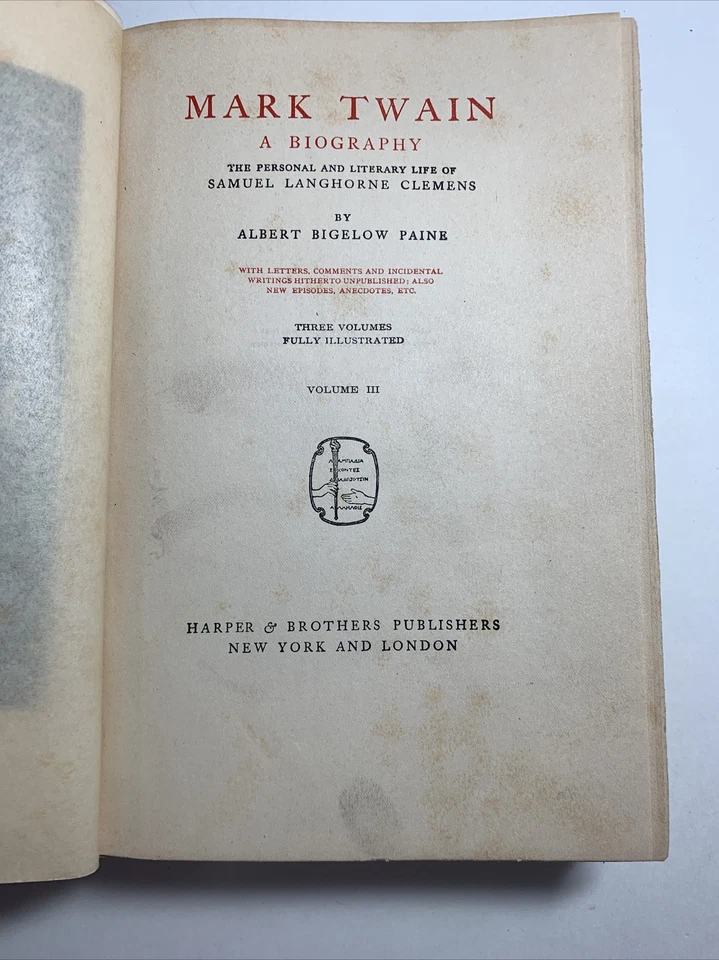 MARK TWAIN
A BIOGRAPHY
THE PERSONAL AND LITERARY LIFE OF
SAMUEL LANGHORNE CLEMENS
BY
ALBERT BIGELOW PAINE
WITH LETTERS, COMMENTS AND INCIDENTAL
WRITINGS HITHERTO UNPUBLISHED; ALSO
NEW EPISODES, ANECDOTES, ETC.
THREE VOLUMES
FULLY ILLUSTRATED
VOLUME III
HARPER & BROTHERS PUBLISHERS
NEW YORK AND LONDON